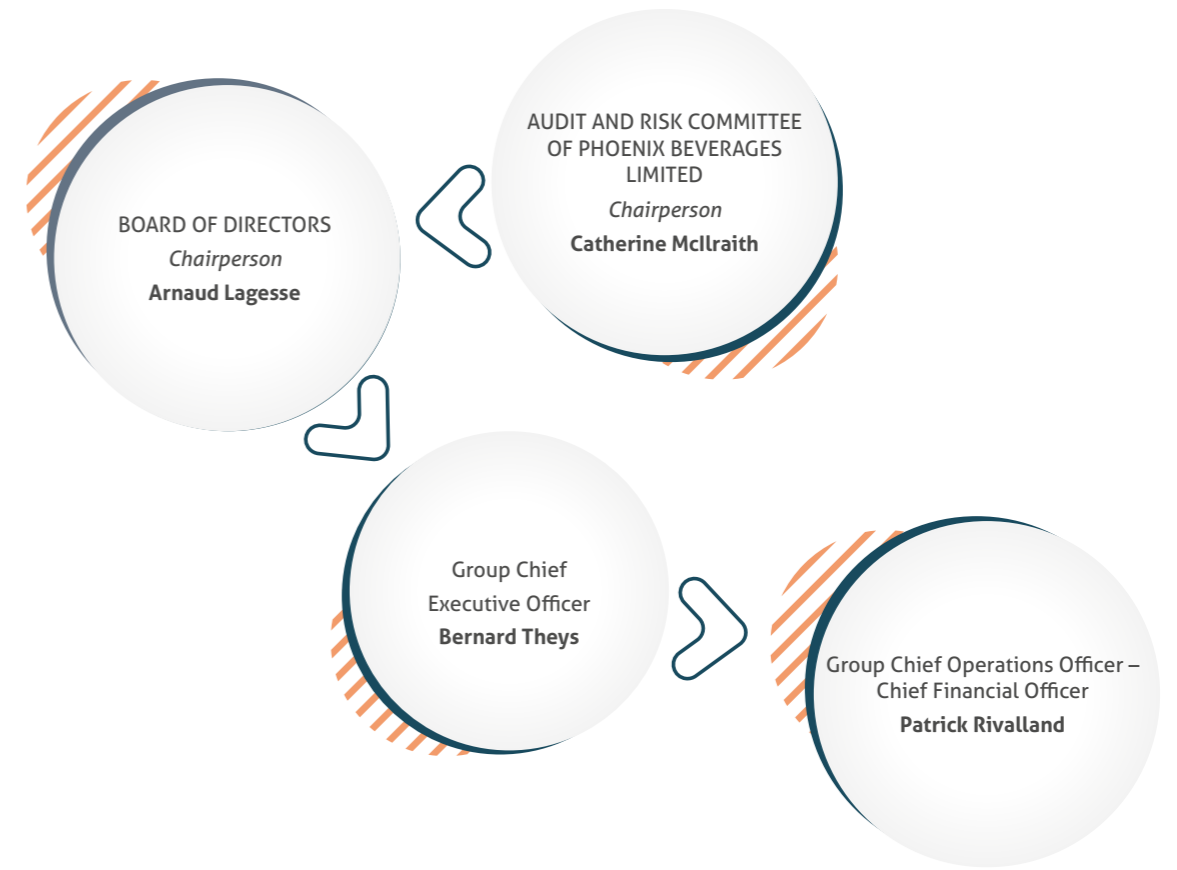 BOARD OF DIRECTORS
Chairperson
Arnaud Lagesse
AUDIT AND RISK COMMITTEE
OF PHOENIX BEVERAGES
LIMITED
Chairperson
Catherine McIlraith
Group Chief
Executive Officer
Bernard Theys
Group Chief Operations Officer –
Chief Financial Officer
Patrick Rivalland